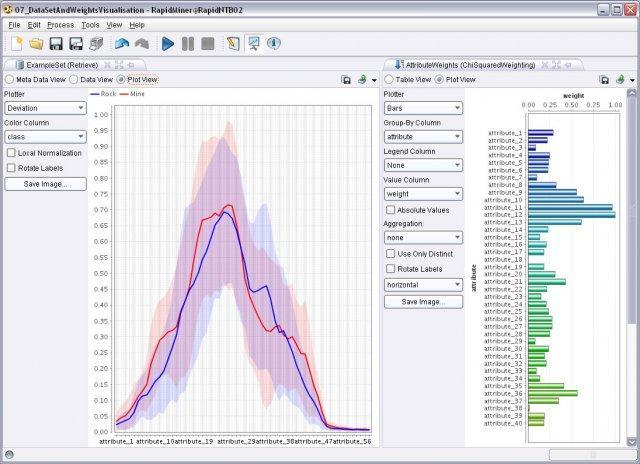 07_DataSetAndWeightsVisualisation - RapidMiner@RapidNTB02
File Edit Process Tools View Help
ExampleSet (Retrieve)
AttributeWeights (ChiSquaredWeighting)
Meta Data View Data View Plot View
Table View Plot View
Plotter
Deviation
Color Column
class
Local Normalization
Rotate Labels
Save Image...
Rock Mine
1.00
0.95
0.90
0.85
0.80
0.75
0.70
0.65
0.60
0.55
0.50
0.45
0.40
0.35
0.30
0.25
0.20
0.15
0.10
0.05
0.00
attribute_1 attribute_10 attribute_19 attribute_29 attribute_38 attribute_47 attribute_56
Plotter
Bars
Group-By Column
attribute
Legend Column
None
Value Column
weight
Absolute Values
Aggregation:
none
Use Only Distinct
Rotate Labels
horizontal
Save Image...
weight
0.00 0.25 0.50 0.75 1.00
attribute
attribute_1
attribute_2
attribute_3
attribute_4
attribute_5
attribute_6
attribute_7
attribute_8
attribute_9
attribute_10
attribute_11
attribute_12
attribute_13
attribute_14
attribute_15
attribute_16
attribute_17
attribute_18
attribute_19
attribute_20
attribute_21
attribute_22
attribute_23
attribute_24
attribute_25
attribute_26
attribute_27
attribute_28
attribute_29
attribute_30
attribute_31
attribute_32
attribute_33
attribute_34
attribute_35
attribute_36
attribute_37
attribute_38
attribute_39
attribute_40